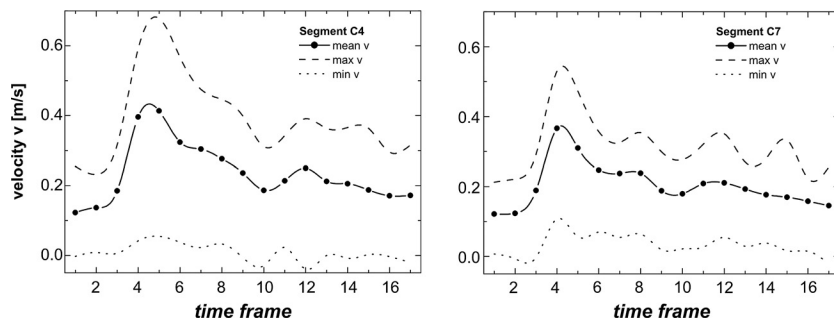 Segment C4
mean v
max v
min v
velocity v [m/s]
0.6
0.4
0.2
0.0
2 4 6 8 10 12 14 16
time frame
Segment C7
mean v
max v
min v
0.6
0.4
0.2
0.0
2 4 6 8 10 12 14 16
time frame